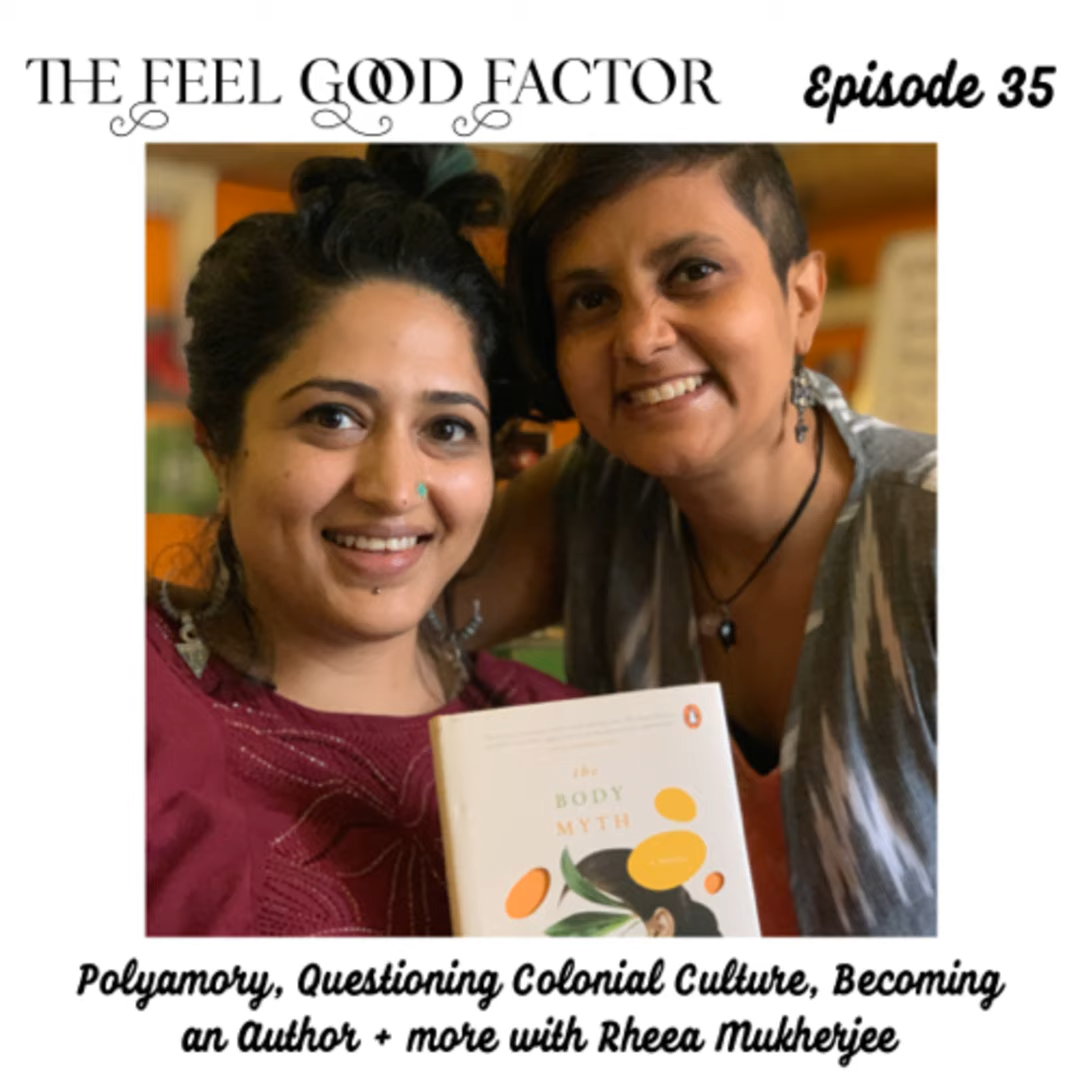 THE FEEL GOOD FACTOR
Episode 35
the
BODY
MYTH
Polyamory, Questioning Colonial Culture, Becoming
an Author + more with Rheea Mukherjee